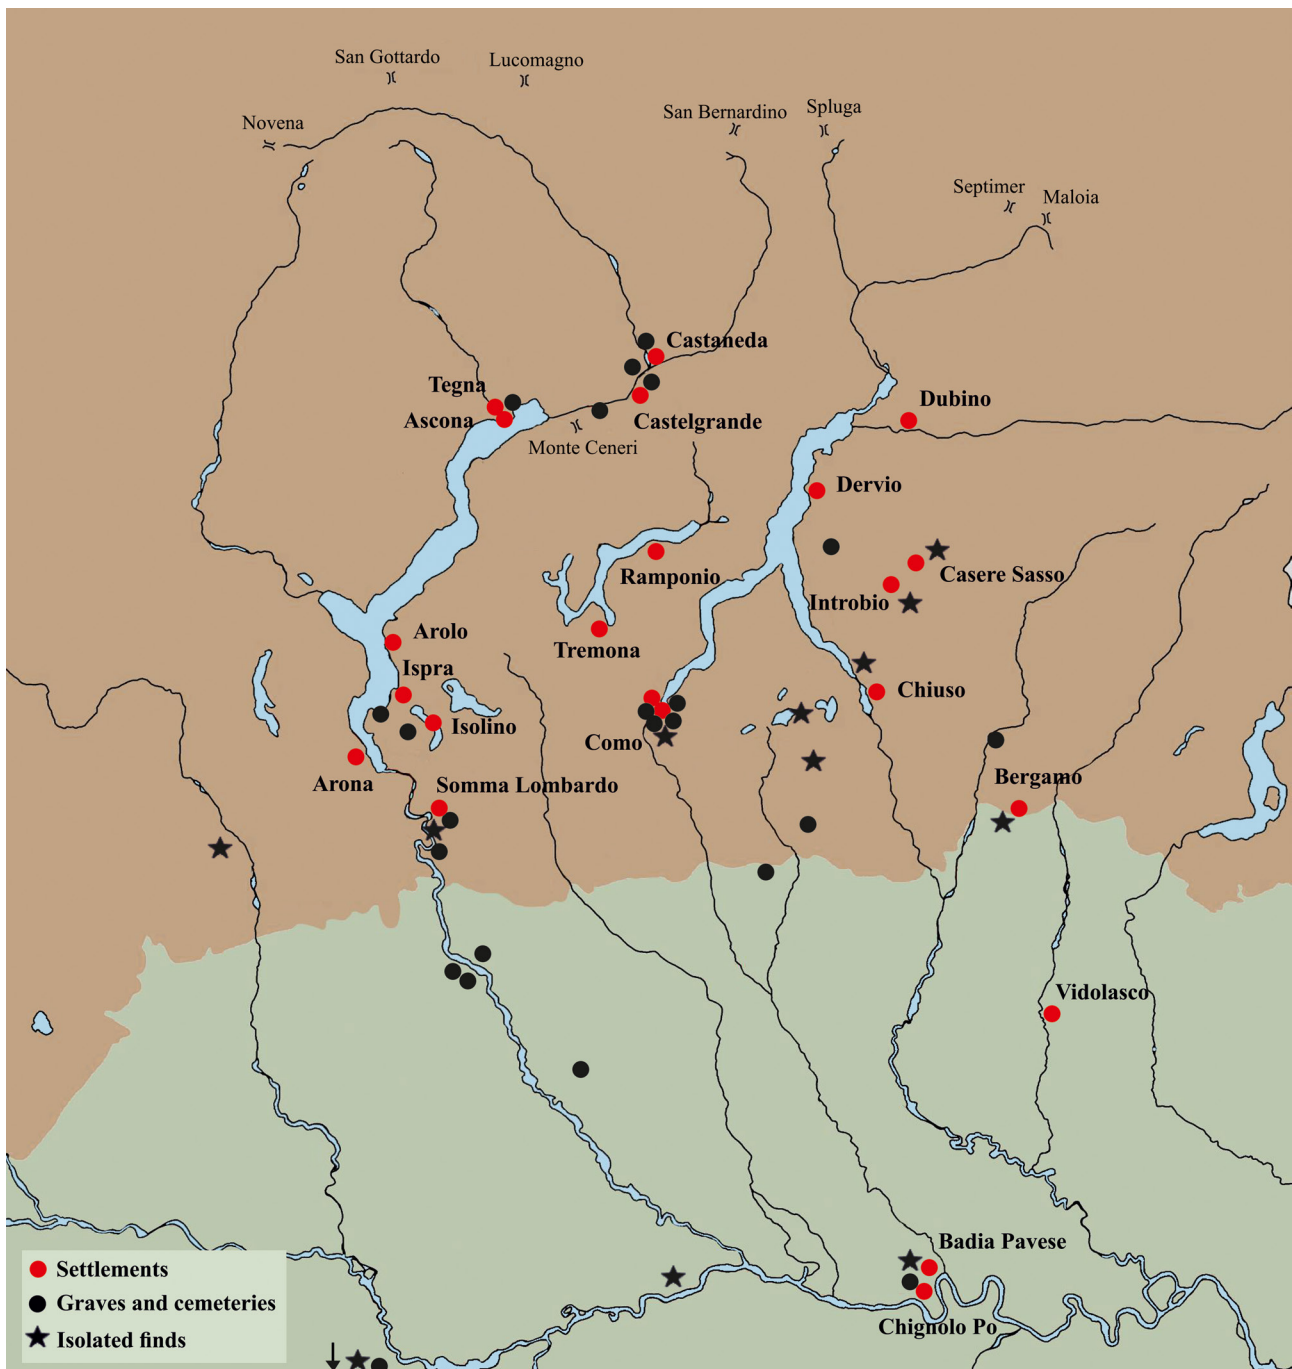 San Gottardo
Lucomagno
Novena
San Bernardino
Spluga
Septimer
Maloia
Castaneda
Tegna
Ascona
Castelgrande
Monte Ceneri
Dubino
Dervio
Ramponio
Casere Sasso
Introbio
Tremona
Arolo
Ispra
Isolino
Chiuso
Como
Arona
Somma Lombardo
Bergamo
Vidolasco
Badia Pavese
Chignolo Po
Settlements
Graves and cemeteries
Isolated finds